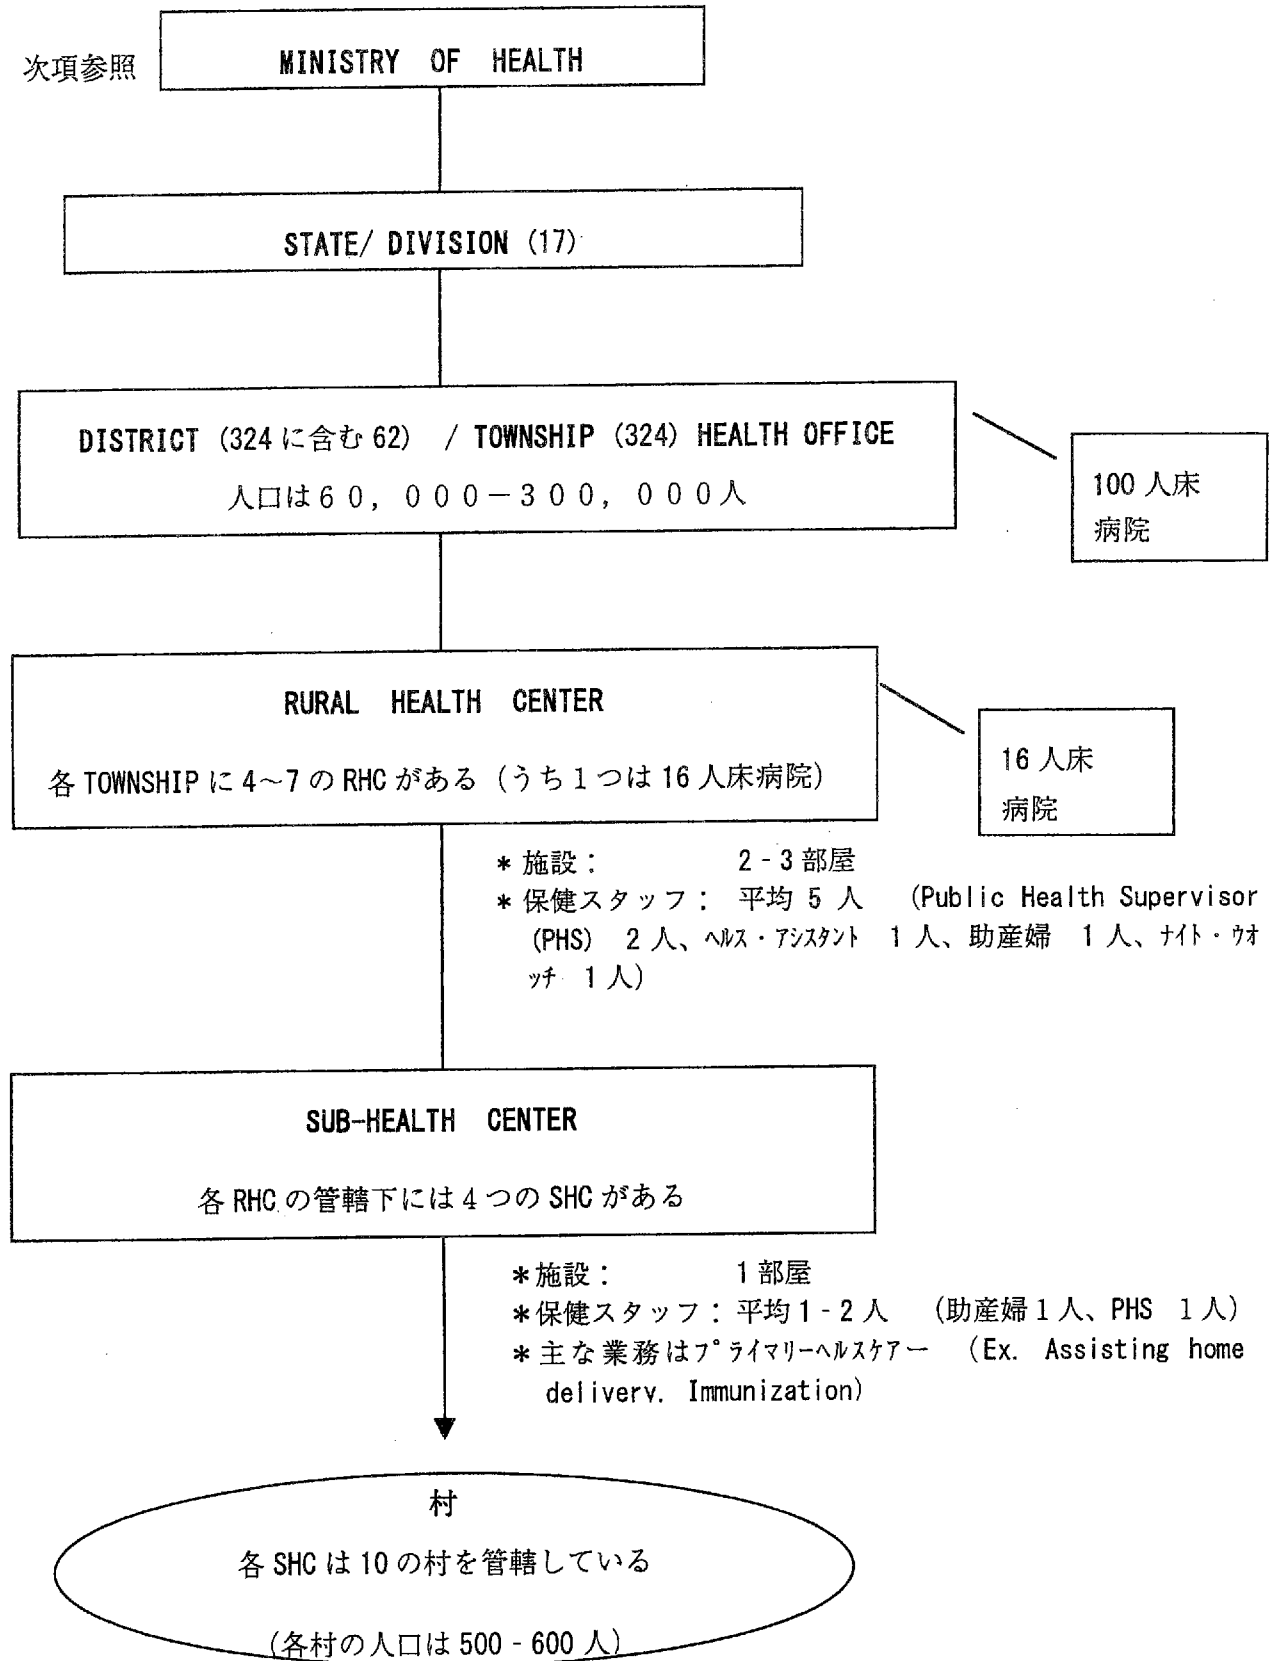 次項参照
MINISTRY OF HEALTH
STATE/ DIVISION (17)
DISTRICT (324に含む62) / TOWNSHIP (324) HEALTH OFFICE
人口は60,000-300,000人
100人床
病院
RURAL HEALTH CENTER
各TOWNSHIPに4~7のRHCがある (うち1つは16人床病院)
16人床
病院
*施設: 2-3部屋
*保健スタッフ: 平均5人 (Public Health Supervisor
(PHS) 2人、ヘルス・アシスタント 1人、助産婦 1人、ナイト・ウオ
ッチ 1人)
SUB-HEALTH CENTER
各RHCの管轄下には4つのSHCがある
*施設: 1部屋
*保健スタッフ: 平均1-2人 (助産婦1人、PHS 1人)
*主な業務はプライマリーヘルスケアー (Ex. Assisting home
delivery. Immunization)
村
各SHCは10の村を管轄している
(各村の人口は500-600人)